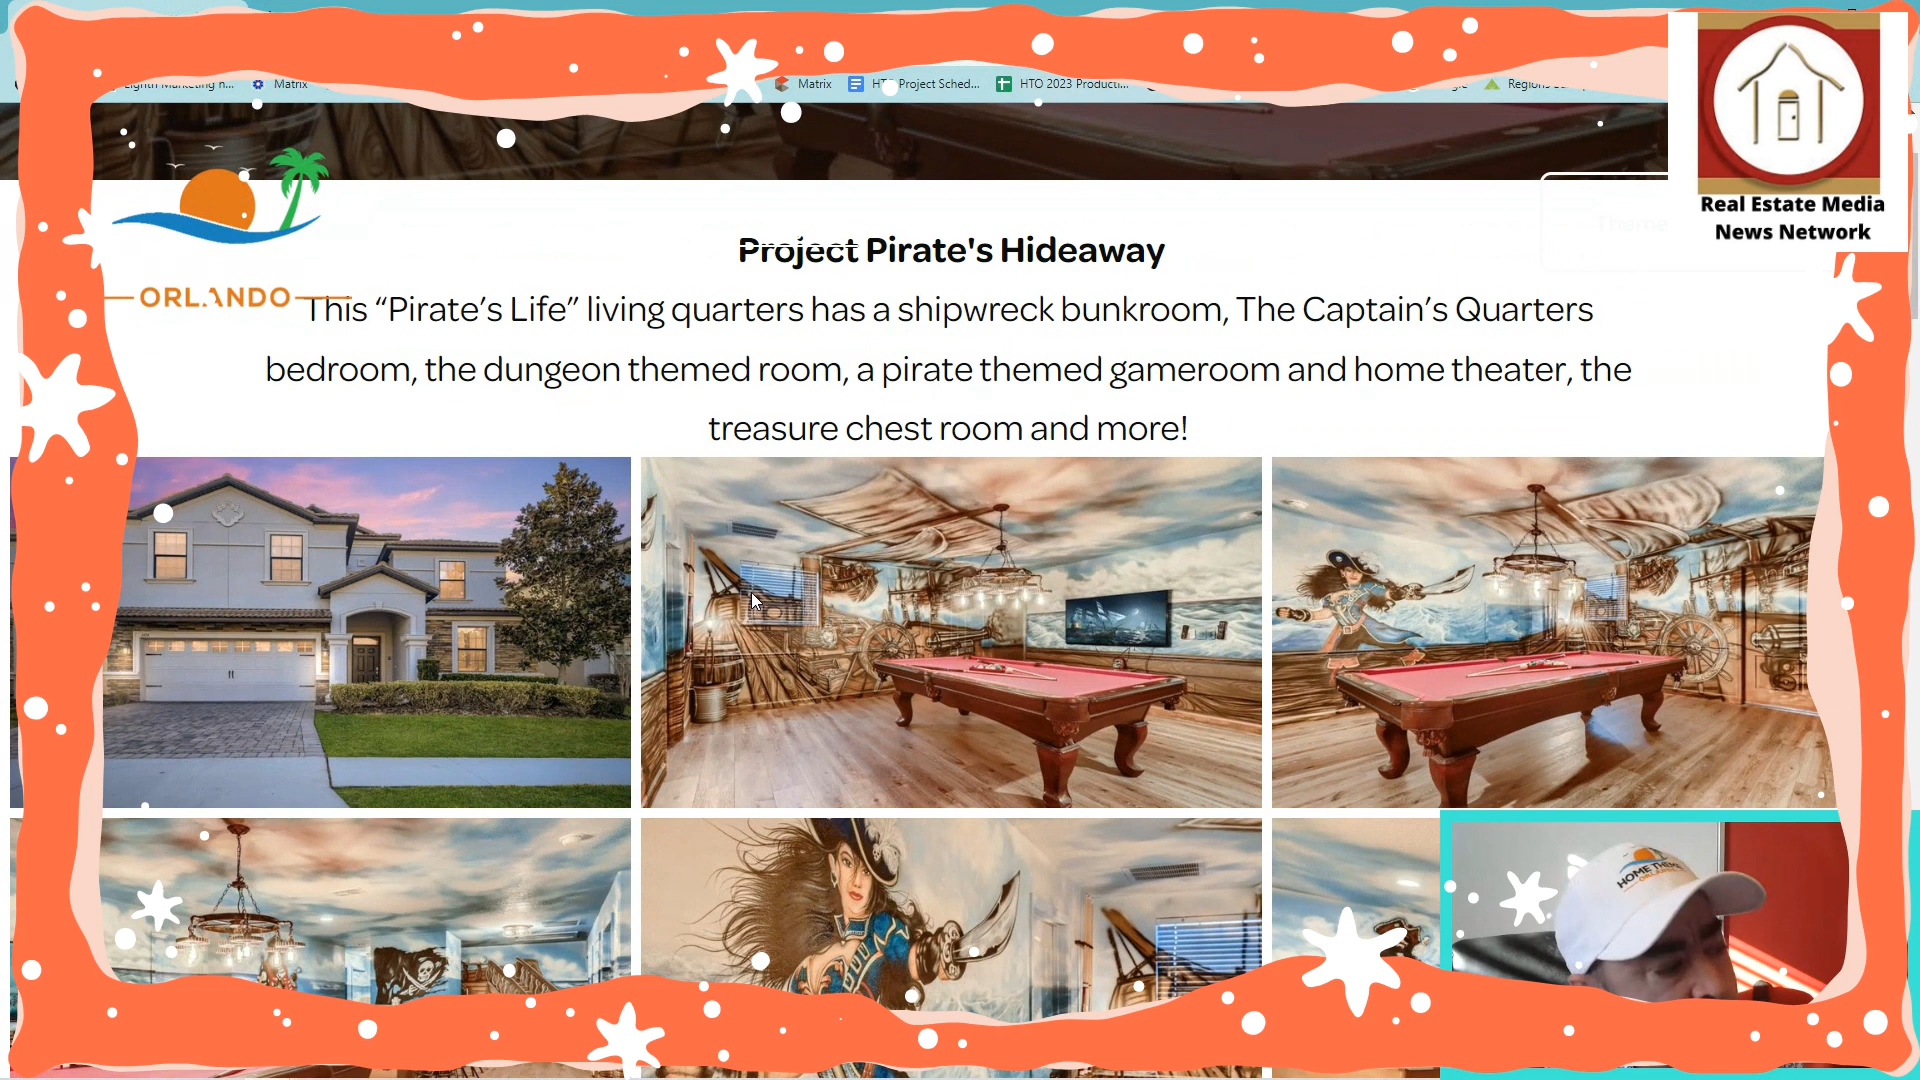 Matrix
Matrix
HTO 2023 Producti...
Real Estate Media
News Network
ORLANDO
Project Pirate's Hideaway
This “Pirate’s Life” living quarters has a shipwreck bunkroom, The Captain’s Quarters
bedroom, the dungeon themed room, a pirate themed gameroom and home theater, the
treasure chest room and more!
HOME THEME